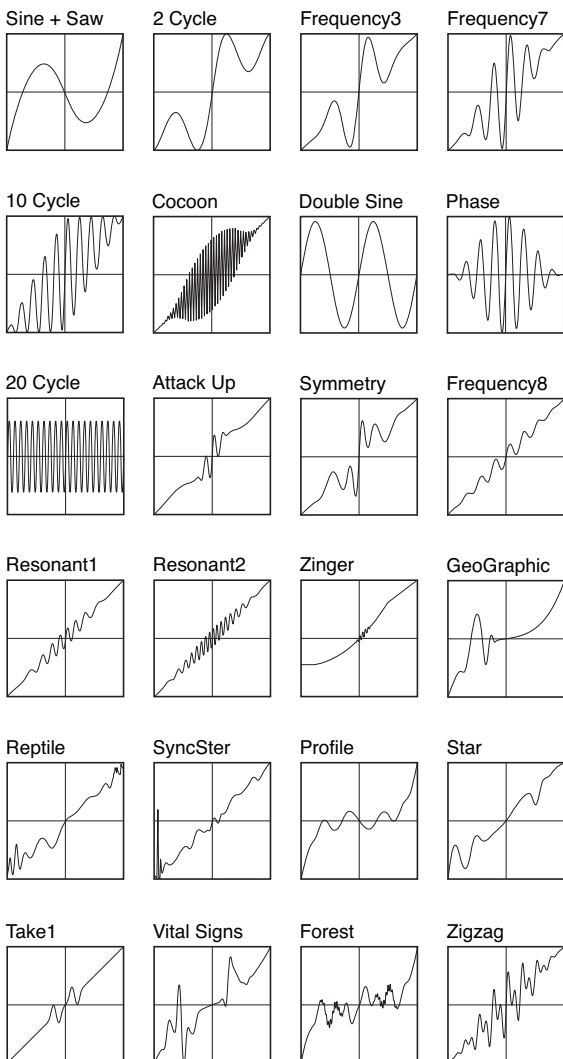 Sine + Saw
2 Cycle
Frequency3
Frequency7
10 Cycle
Cocoon
Double Sine
Phase
20 Cycle
Attack Up
Symmetry
Frequency8
Resonant1
Resonant2
Zinger
GeoGraphic
Reptile
SyncSter
Profile
Star
Take1
Vital Signs
Forest
Zigzag